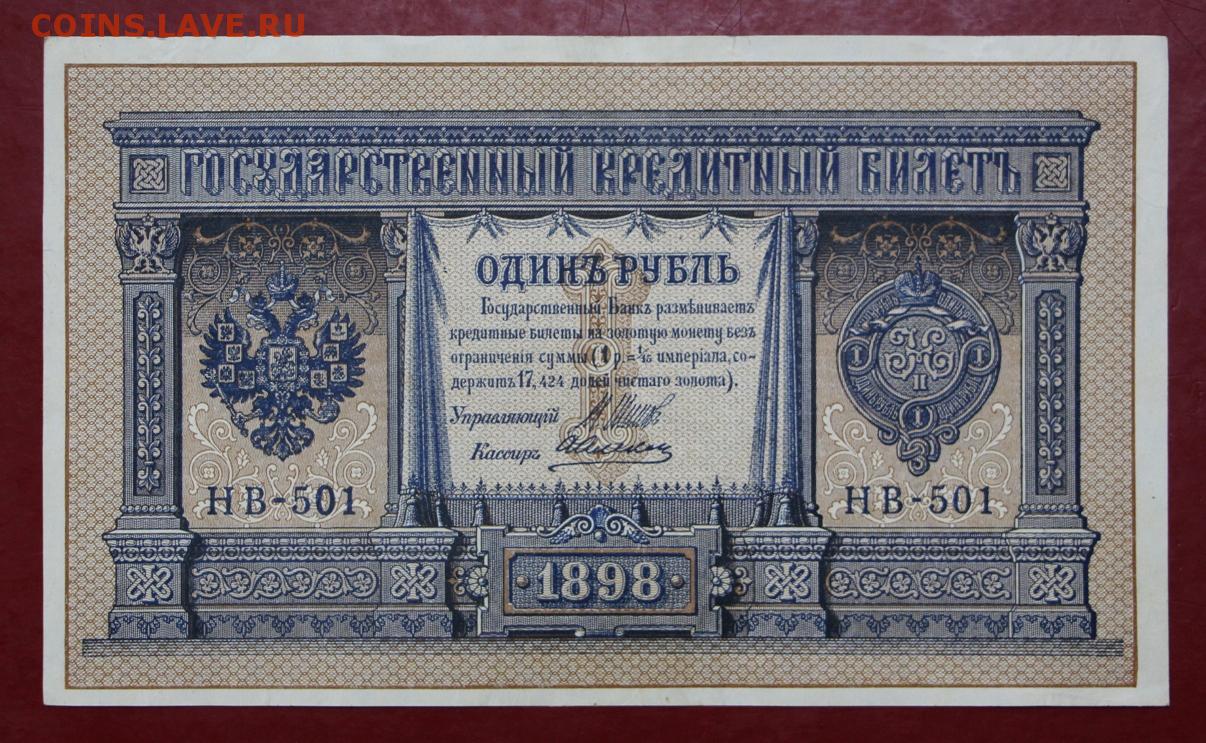 COINS.LAVE.RU
ГОСУДАРСТВЕННЫЙ КРЕДИТНЫЙ БИЛЕТЪ
ОДИНЪ РУБЛЬ
Государственный Банкъ размѣниваетъ
кредитные билеты на золотую монету безъ
ограниченія суммы (1 р.= 1/15 имперіала, со-
держитъ 17,424 долей чистаго золота).
Управляющій
Кассиръ
НВ-501
НВ-501
1898